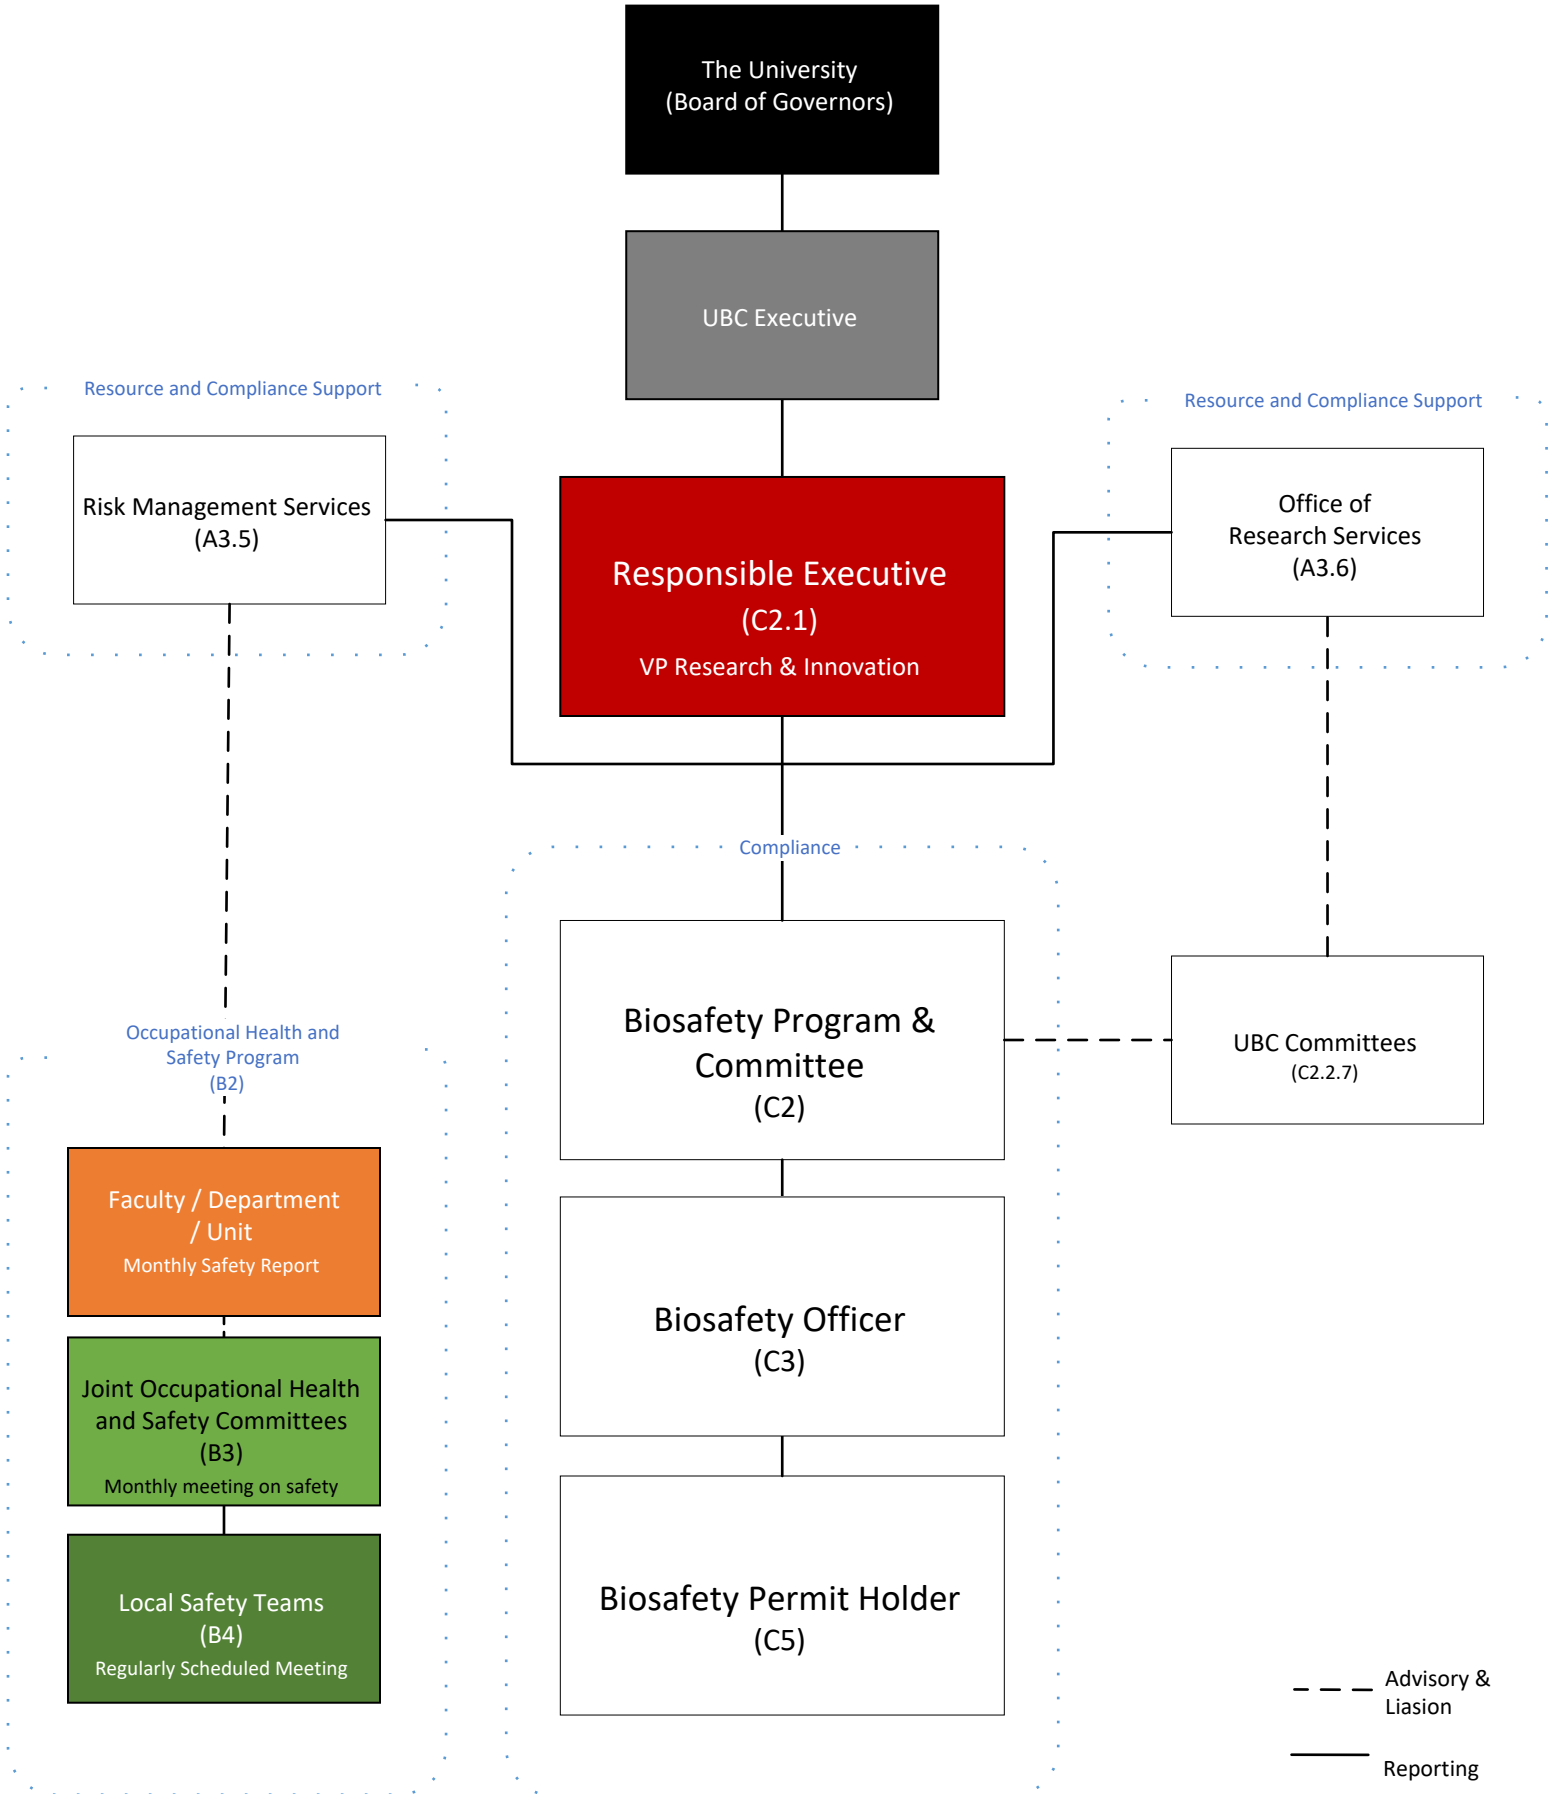 The University
(Board of Governors)
UBC Executive
Resource and Compliance Support
Risk Management Services
(A3.5)
Responsible Executive
(C2.1)
VP Research & Innovation
Resource and Compliance Support
Office of
Research Services
(A3.6)
Compliance
Biosafety Program &
Committee
(C2)
UBC Committees
(C2.2.7)
Occupational Health and
Safety Program
(B2)
Faculty / Department
/ Unit
Monthly Safety Report
Joint Occupational Health
and Safety Committees
(B3)
Monthly meeting on safety
Local Safety Teams
(B4)
Regularly Scheduled Meeting
Biosafety Officer
(C3)
Biosafety Permit Holder
(C5)
Advisory &
Liasion
Reporting